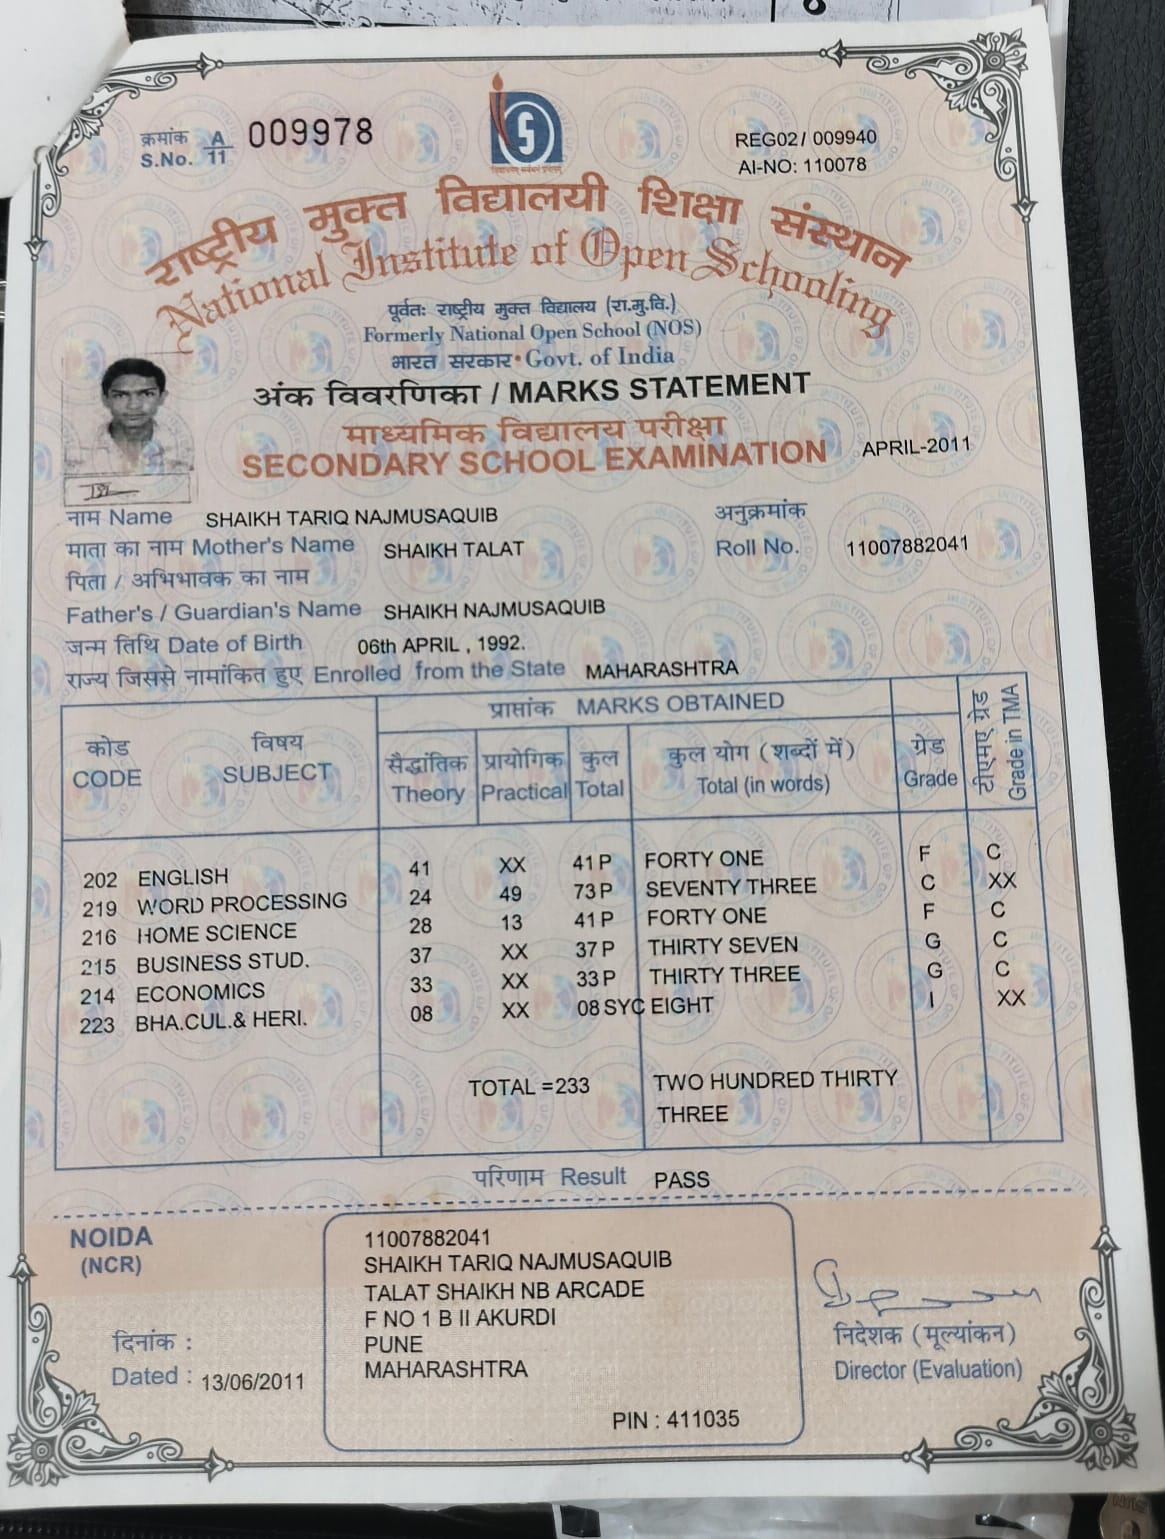 क्रमांक A 009978
S.No. 11
REG02/ 009940
AI-NO: 110078
राष्ट्रीय मुक्त विद्यालयी शिक्षा संस्थान
National Institute of Open Schooling
पूर्वतः राष्ट्रीय मुक्त विद्यालय (रा.मु.वि.)
Formerly National Open School (NOS)
भारत सरकार • Govt. of India
अंक विवरणिका / MARKS STATEMENT
माध्यमिक विद्यालय परीक्षा
SECONDARY SCHOOL EXAMINATION APRIL-2011
नाम Name SHAIKH TARIQ NAJMUSAQUIB अनुक्रमांक
माता का नाम Mother's Name SHAIKH TALAT Roll No. 11007882041
पिता / अभिभावक का नाम
Father's / Guardian's Name SHAIKH NAJMUSAQUIB
जन्म तिथि Date of Birth 06th APRIL , 1992.
राज्य जिससे नामांकित हुए Enrolled from the State MAHARASHTRA
प्राप्तांक MARKS OBTAINED
कोड विषय सैद्धांतिक प्रायोगिक कुल कुल योग (शब्दों में) ग्रेड टीएमए ग्रेड
CODE SUBJECT Theory Practical Total Total (in words) Grade Grade in TMA
202 ENGLISH 41 XX 41 P FORTY ONE F C
219 WORD PROCESSING 24 49 73 P SEVENTY THREE C XX
216 HOME SCIENCE 28 13 41 P FORTY ONE F C
215 BUSINESS STUD. 37 XX 37 P THIRTY SEVEN G C
214 ECONOMICS 33 XX 33 P THIRTY THREE G C
223 BHA.CUL.& HERI. 08 XX 08 SYC EIGHT I XX
TOTAL =233 TWO HUNDRED THIRTY
THREE
परिणाम Result PASS
NOIDA
(NCR)
11007882041
SHAIKH TARIQ NAJMUSAQUIB
TALAT SHAIKH NB ARCADE
F NO 1 B II AKURDI
PUNE
MAHARASHTRA
PIN : 411035
दिनांक :
Dated : 13/06/2011
निदेशक (मूल्यांकन)
Director (Evaluation)